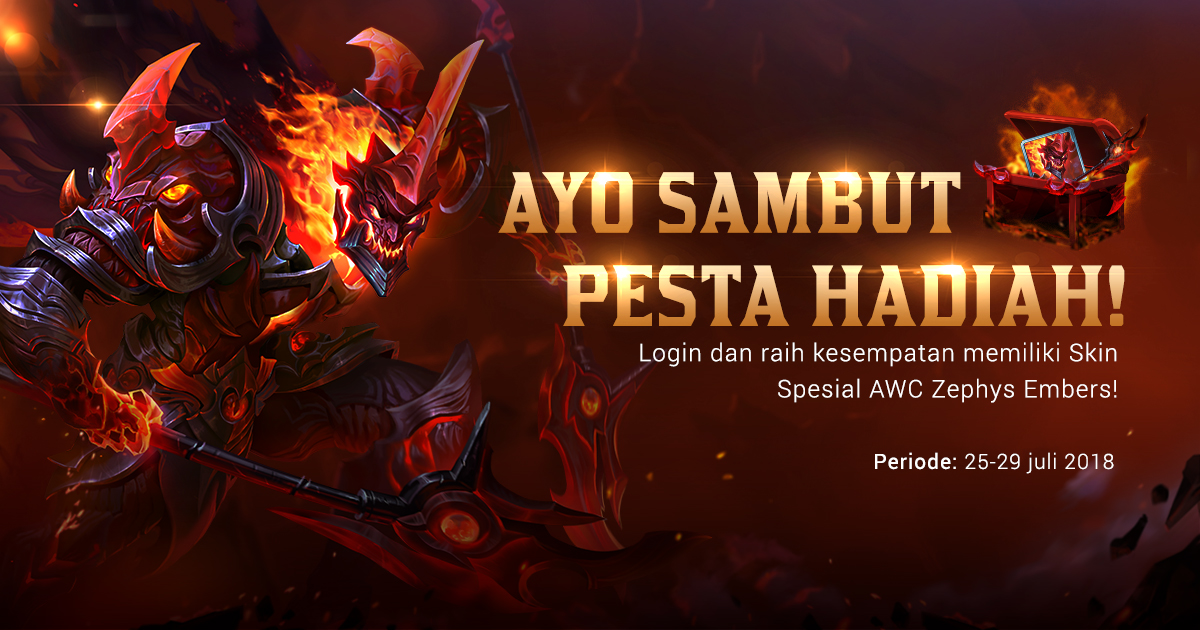 AYO SAMBUT
PESTA HADIAH!
Login dan raih kesempatan memiliki Skin
Spesial AWC Zephys Embers!
Periode: 25-29 juli 2018